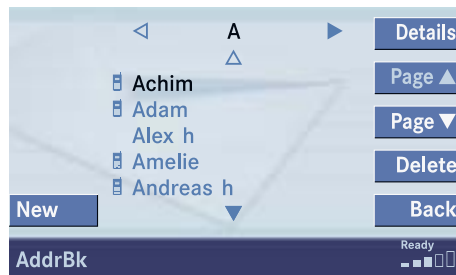 A
Details
Achim
Page
Adam
Alex h
Page
Amelie
Delete
Andreas h
New
Back
AddrBk
Ready